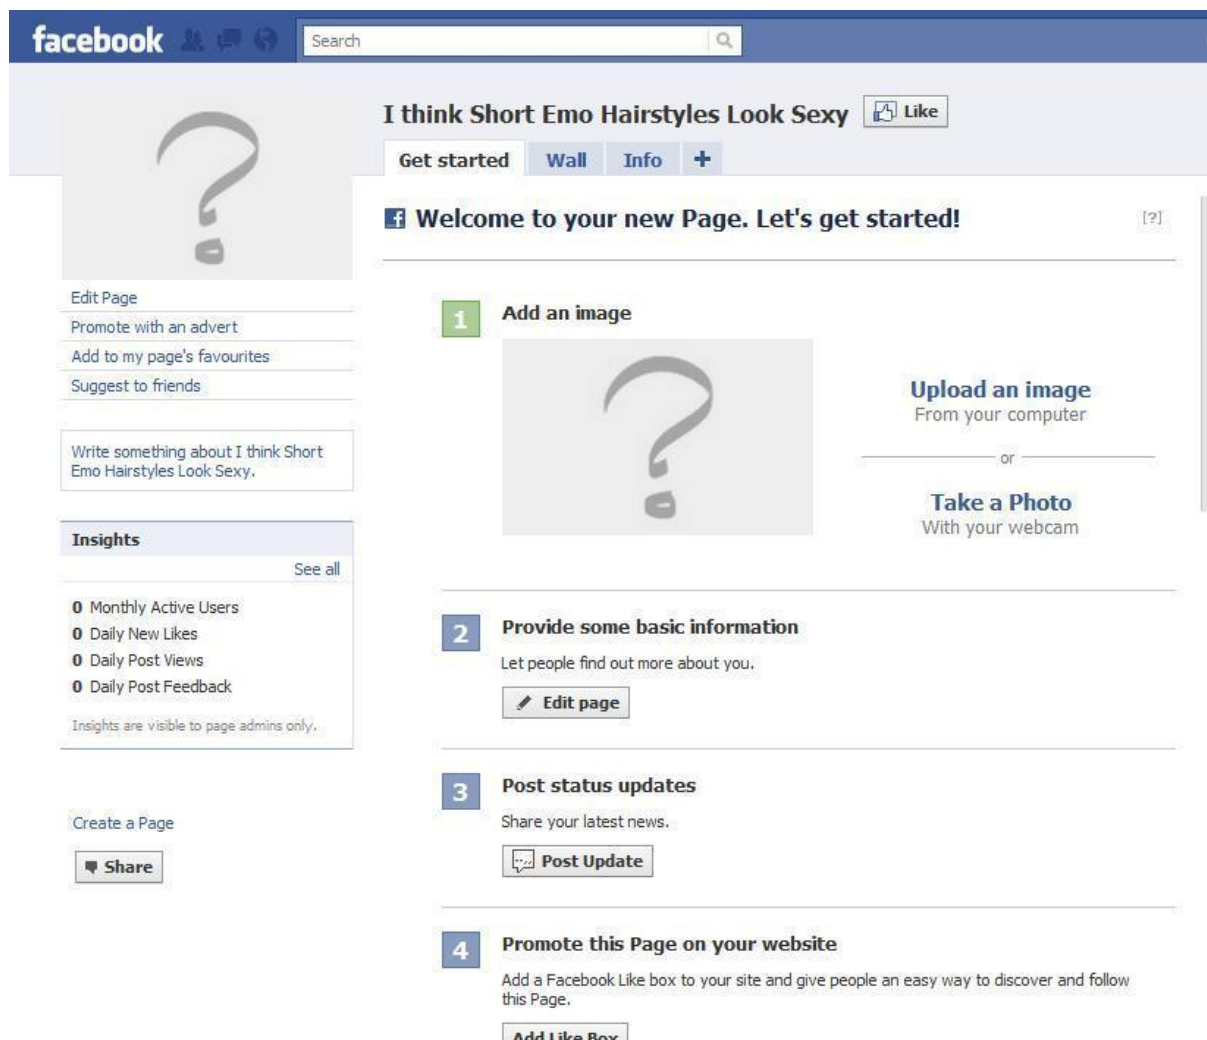 facebook
Search
I think Short Emo Hairstyles Look Sexy Like
Get started Wall Info +
Welcome to your new Page. Let's get started! [?]
Edit Page
Promote with an advert
Add to my page's favourites
Suggest to friends
Write something about I think Short
Emo Hairstyles Look Sexy.
Insights
See all
0 Monthly Active Users
0 Daily New Likes
0 Daily Post Views
0 Daily Post Feedback
Insights are visible to page admins only.
Create a Page
Share
1 Add an image
Upload an image
From your computer
or
Take a Photo
With your webcam
2 Provide some basic information
Let people find out more about you.
Edit page
3 Post status updates
Share your latest news.
Post Update
4 Promote this Page on your website
Add a Facebook Like box to your site and give people an easy way to discover and follow
this Page.
Add Like Box